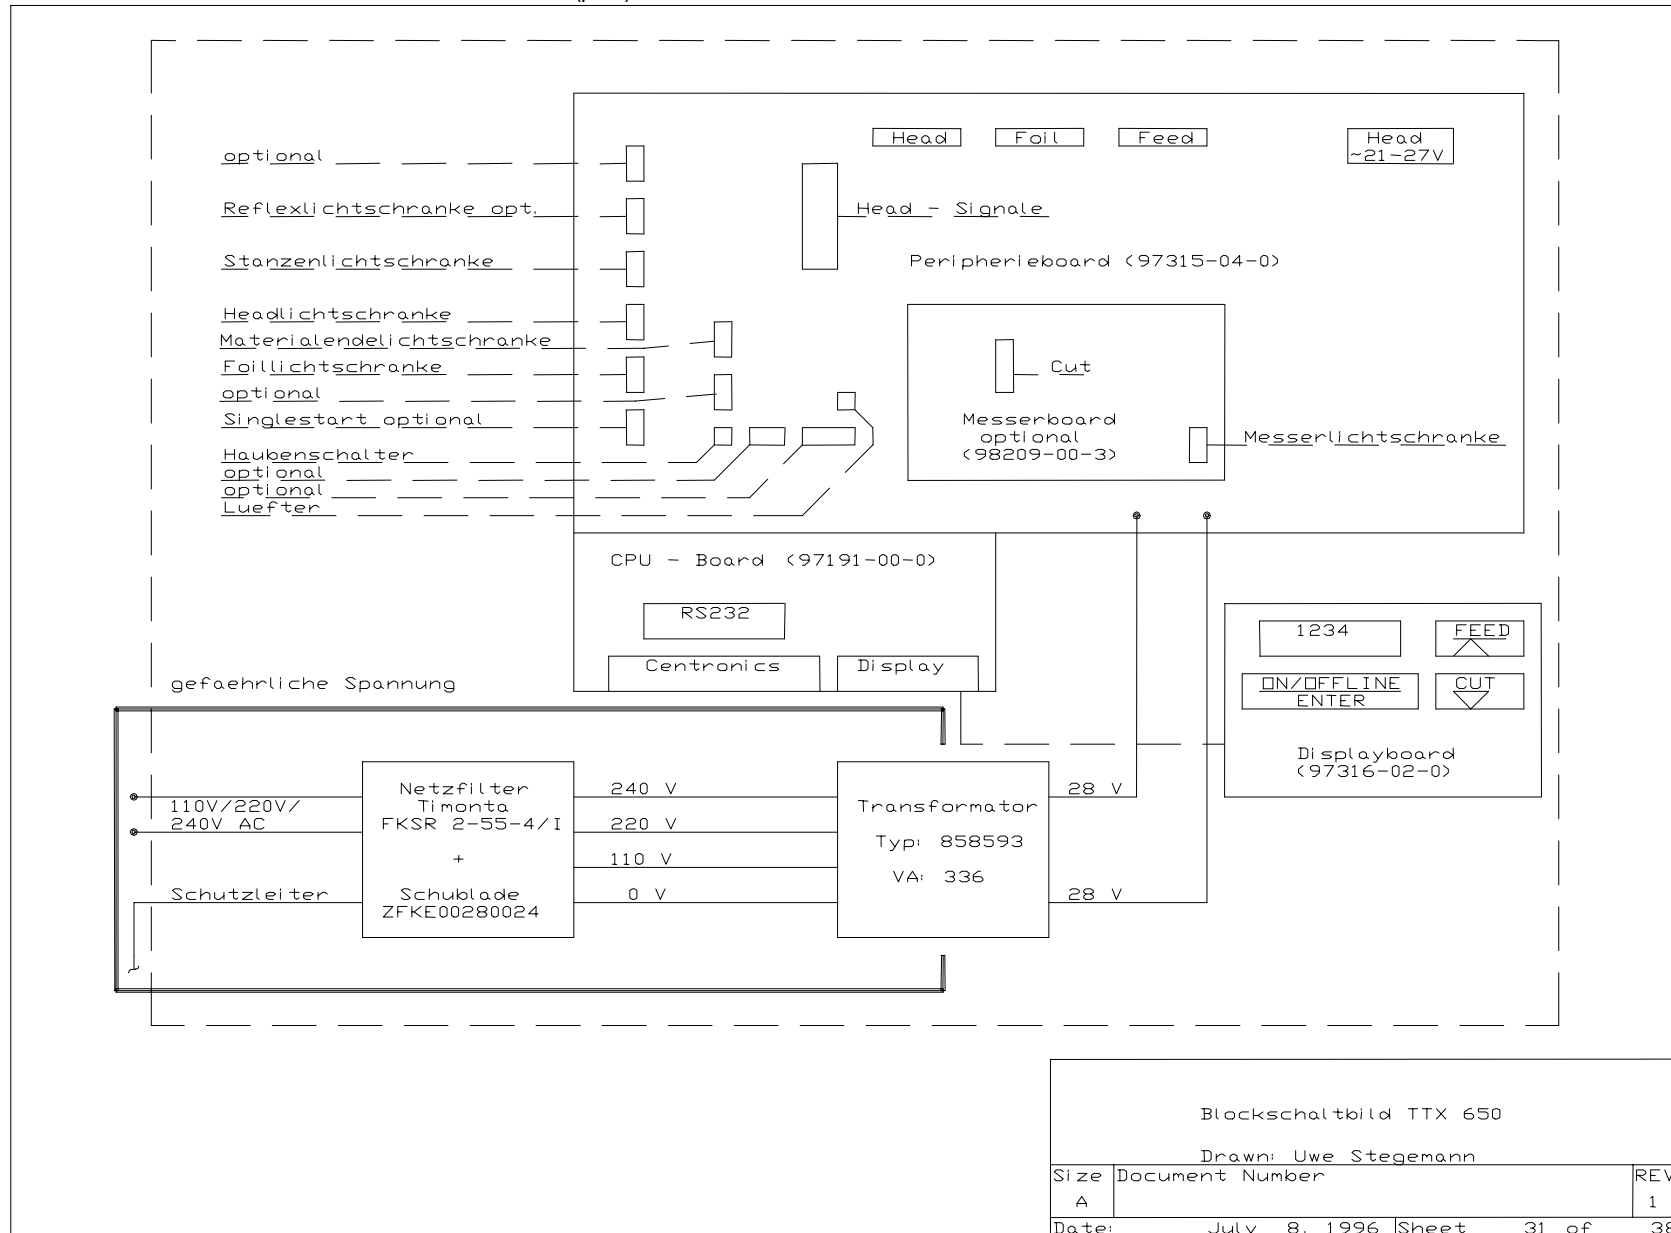 Head
Foil
Feed
Head
~21-27V
optional
Reflexlichtschranke opt.
Head - Signale
Stanzenlichtschranke
Peripherieboard (97315-04-0)
Headlichtschranke
Materialendelichtschranke
Foillichtschranke
optional
Singlestart optional
Haubenschalter
optional
optional
Luefter
Cut
Messerboard
optional
(98209-00-3)
Messerlichtschranke
CPU - Board (97191-00-0)
RS232
Centronics
Display
1234
FEED
ON/OFFLINE
ENTER
CUT
Displayboard
(97316-02-0)
gefaehrliche Spannung
110V/220V/
240V AC
Schutzleiter
Netzfilter
Timonta
FKSR 2-55-4/I
+
Schublade
ZFKE00280024
240 V
220 V
110 V
0 V
Transformator
Typ: 858593
VA: 336
28 V
28 V
Blockschaltbild TTX 650
Drawn: Uwe Stegemann
Size
A
Document Number
REV
1
Date: July 8, 1996
Sheet 31 of 38